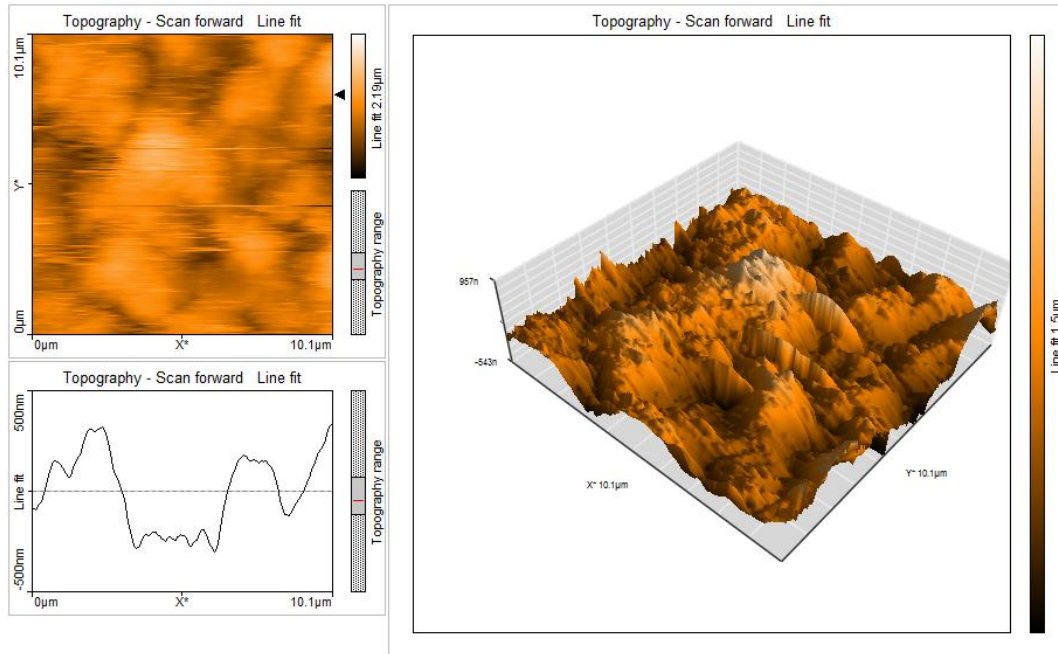 Topography - Scan forward Line fit
10.1µm
Y*
0µm
0µm
X*
10.1µm
Line fit 2.19µm
Topography range
Topography - Scan forward Line fit
500nm
Line fit
-500nm
0µm
X*
10.1µm
Topography range
Topography - Scan forward Line fit
957n
-543n
X* 10.1µm
Y* 10.1µm
Line fit 1.5µm